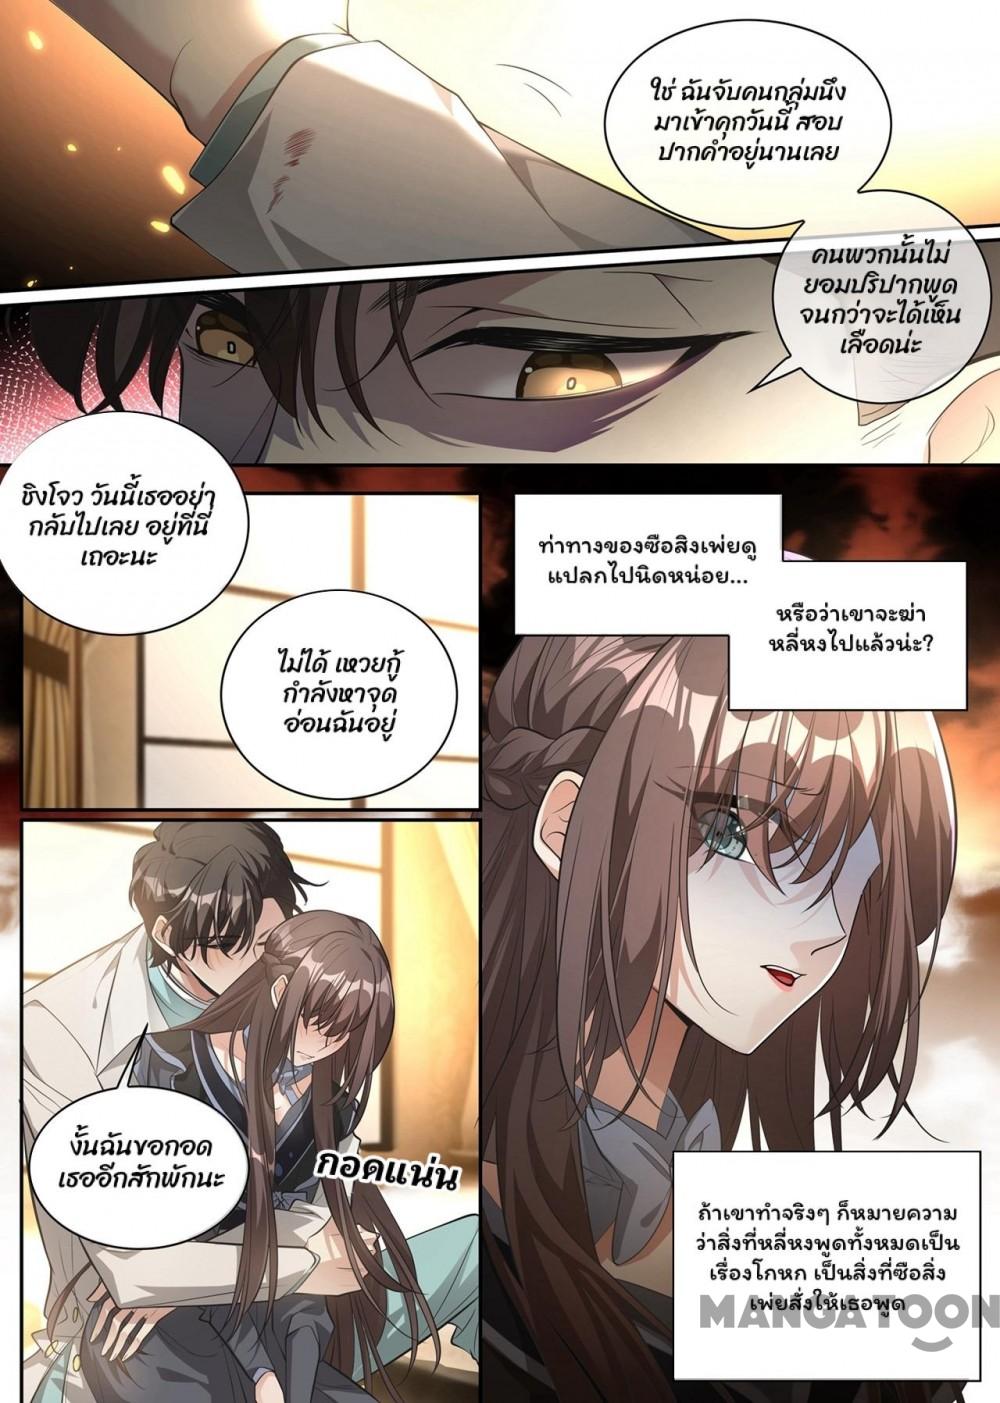 ใช่ ฉันจับคนกลุ่มนึง
มาเข้าคุกวันนี้ สอบ
ปากคำอยู่นานเลย
คนพวกนั้นไม่
ยอมปริปากพูด
จนกว่าจะได้เห็น
เลือดน่ะ
ชิงโจว วันนี้เธออย่า
กลับไปเลย อยู่ที่นี่
เถอะนะ
ไม่ได้ เหวยกู้
กำลังหาจุด
อ่อนฉันอยู่
ท่าทางของซือสิงเพ่ยดู
แปลกไปนิดหน่อย...
หรือว่าเขาจะฆ่า
หลี่หงไปแล้วน่ะ?
งั้นฉันขอกอด
เธออีกสักพักนะ
กอดแน่น
ถ้าเขาทำจริงๆ ก็หมายความ
ว่าสิ่งที่หลี่หงพูดทั้งหมดเป็น
เรื่องโกหก เป็นสิ่งที่ซือสิ่ง
เพ่ยสั่งให้เธอพูด
MANGATOON